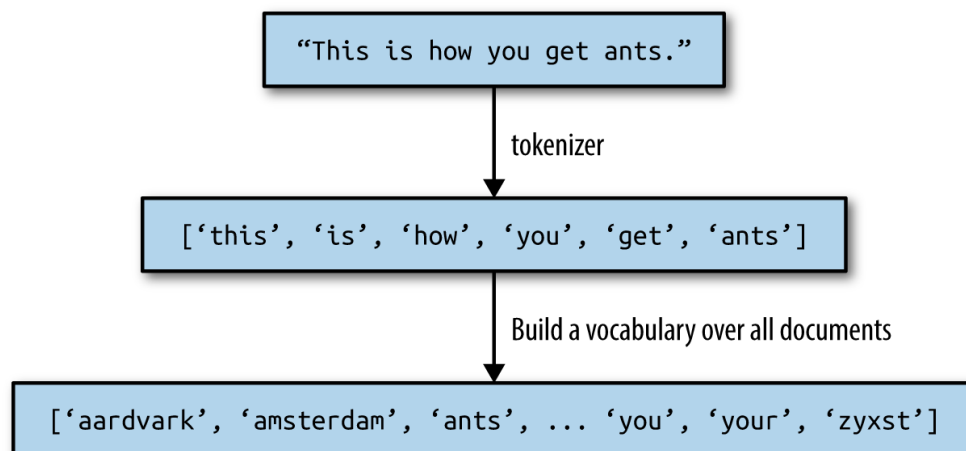 “This is how you get ants.”
tokenizer
[‘this’, ‘is’, ‘how’, ‘you’, ‘get’, ‘ants’]
Build a vocabulary over all documents
[‘aardvark’, ‘amsterdam’, ‘ants’, ... ‘you’, ‘your’, ‘zyxst’]